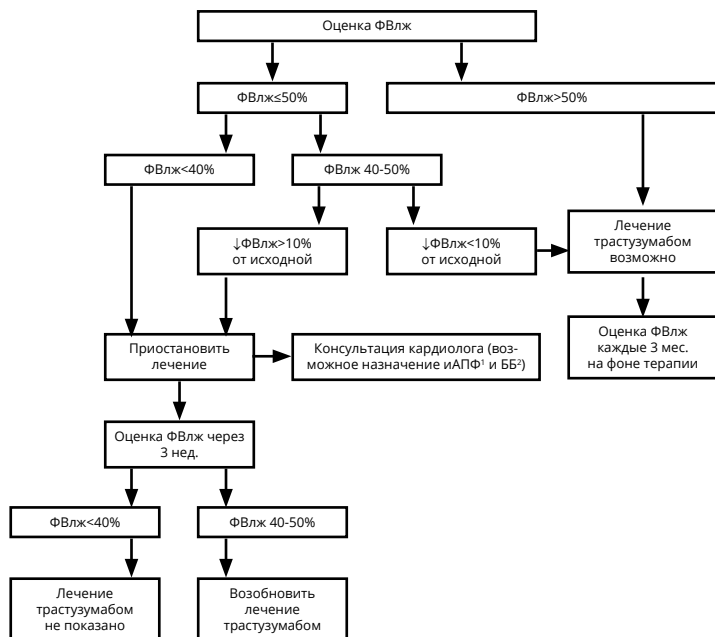 Оценка ФВлж
ФВлж≤50%
ФВлж>50%
ФВлж<40%
ФВлж 40-50%
↓ФВлж>10%
от исходной
↓ФВлж<10%
от исходной
Лечение
трастузумабом
возможно
Приостановить
лечение
Консультация кардиолога (воз-
можное назначение иАПФ¹ и ББ²)
Оценка ФВлж
каждые 3 мес.
на фоне терапии
Оценка ФВлж через
3 нед.
ФВлж<40%
ФВлж 40-50%
Лечение
трастузумабом
не показано
Возобновить
лечение
трастузумабом